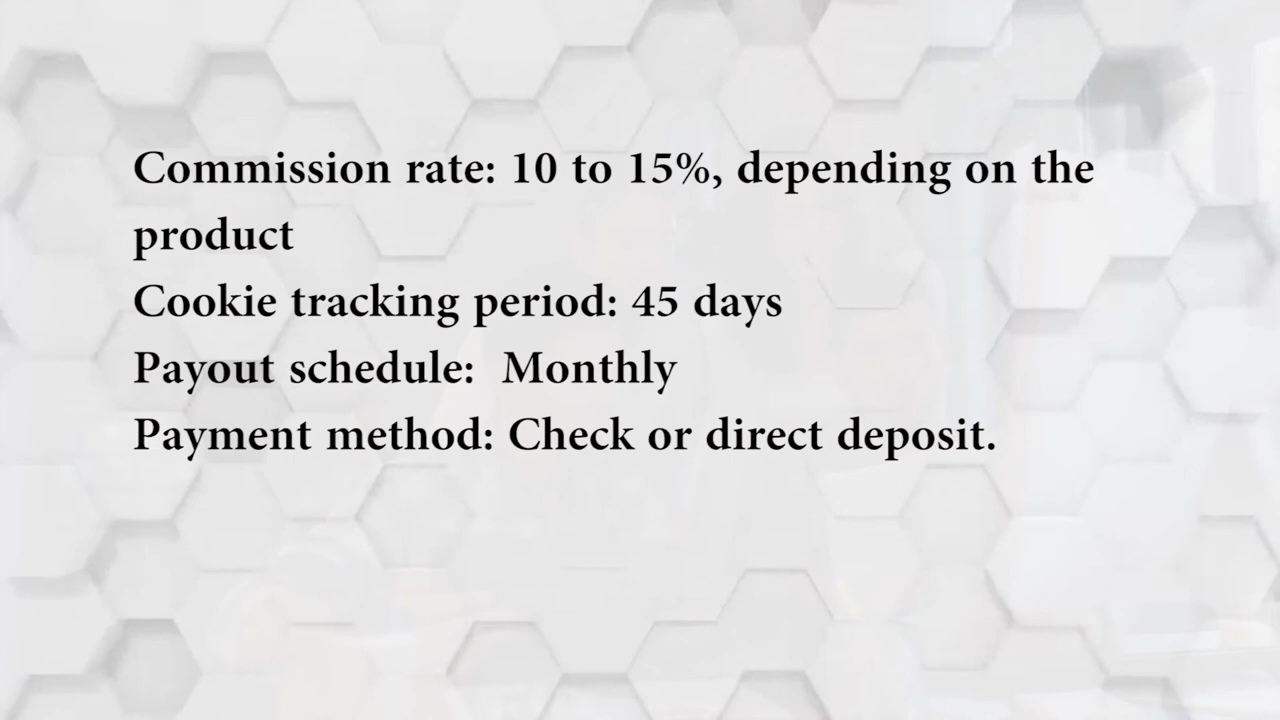 Commission rate: 10 to 15%, depending on the
product
Cookie tracking period: 45 days
Payout schedule:  Monthly
Payment method: Check or direct deposit.